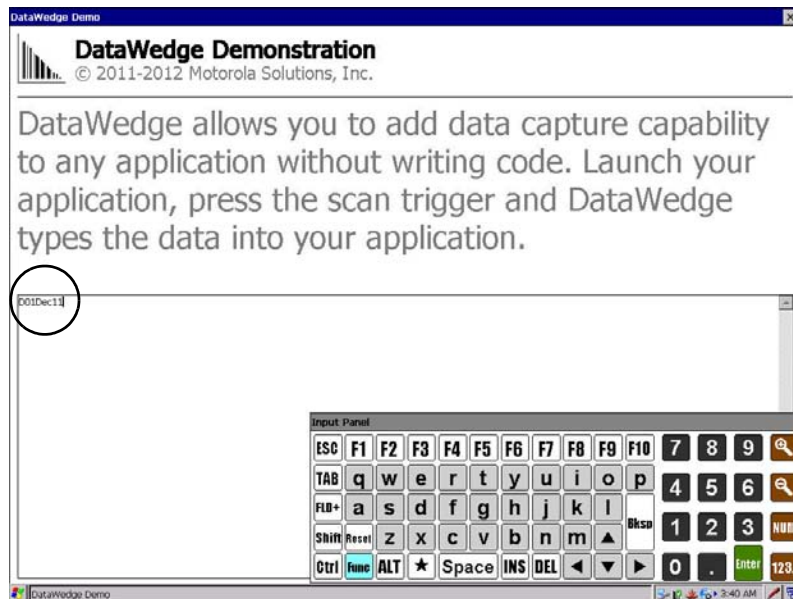 DataWedge Demo
DataWedge Demonstration
© 2011-2012 Motorola Solutions, Inc.
DataWedge allows you to add data capture capability
to any application without writing code. Launch your
application, press the scan trigger and DataWedge
types the data into your application.
D01Dec11
Input Panel
ESC F1 F2 F3 F4 F5 F6 F7 F8 F9 F10 7 8 9
TAB q w e r t y u i o p 4 5 6
FLD+ a s d f g h j k l Bksp
Shift Reset z x c v b n m 1 2 3 NUM
Ctrl Func ALT ★ Space INS DEL 0 . Enter 123.
DataWedge Demo 3:40 AM